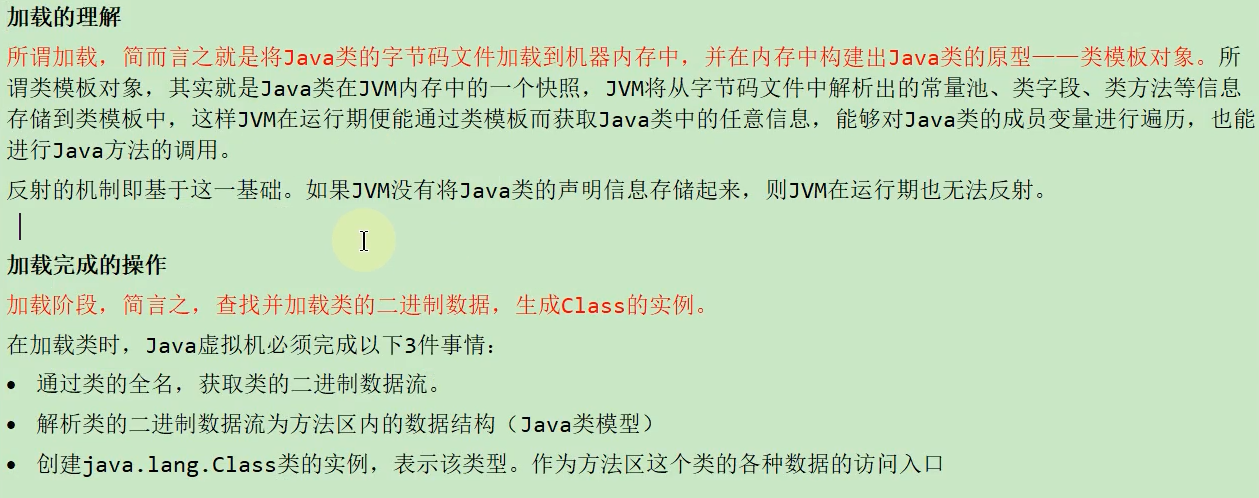 加载的理解
所谓加载，简而言之就是将Java类的字节码文件加载到机器内存中，并在内存中构建出Java类的原型——类模板对象。所
谓类模板对象，其实就是Java类在JVM内存中的一个快照，JVM将从字节码文件中解析出的常量池、类字段、类方法等信息
存储到类模板中，这样JVM在运行期便能通过类模板而获取Java类中的任意信息，能够对Java类的成员变量进行遍历，也能
进行Java方法的调用。
反射的机制即基于这一基础。如果JVM没有将Java类的声明信息存储起来，则JVM在运行期也无法反射。
加载完成的操作
加载阶段，简言之，查找并加载类的二进制数据，生成Class的实例。
在加载类时，Java虚拟机必须完成以下3件事情：
• 通过类的全名，获取类的二进制数据流。
• 解析类的二进制数据流为方法区内的数据结构（Java类模型）
• 创建java.lang.Class类的实例，表示该类型。作为方法区这个类的各种数据的访问入口